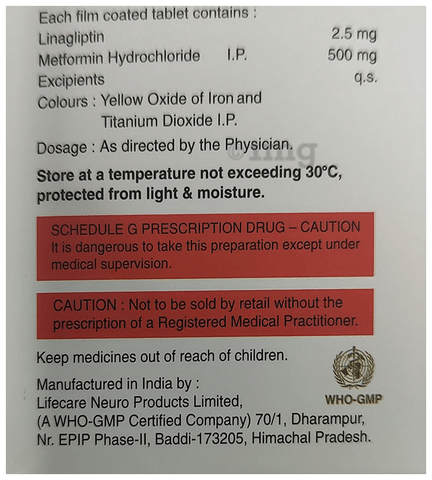 Each film coated tablet contains :
Linagliptin 2.5 mg
Metformin Hydrochloride I.P. 500 mg
Excipients q.s.
Colours : Yellow Oxide of Iron and
Titanium Dioxide I.P.
Dosage : As directed by the Physician.
Store at a temperature not exceeding 30°C,
protected from light & moisture.
SCHEDULE G PRESCRIPTION DRUG – CAUTION
It is dangerous to take this preparation except under
medical supervision.
CAUTION : Not to be sold by retail without the
prescription of a Registered Medical Practitioner.
Keep medicines out of reach of children.
Manufactured in India by :
Lifecare Neuro Products Limited,
(A WHO-GMP Certified Company) 70/1, Dharampur,
Nr. EPIP Phase-II, Baddi-173205, Himachal Pradesh.
WHO-GMP